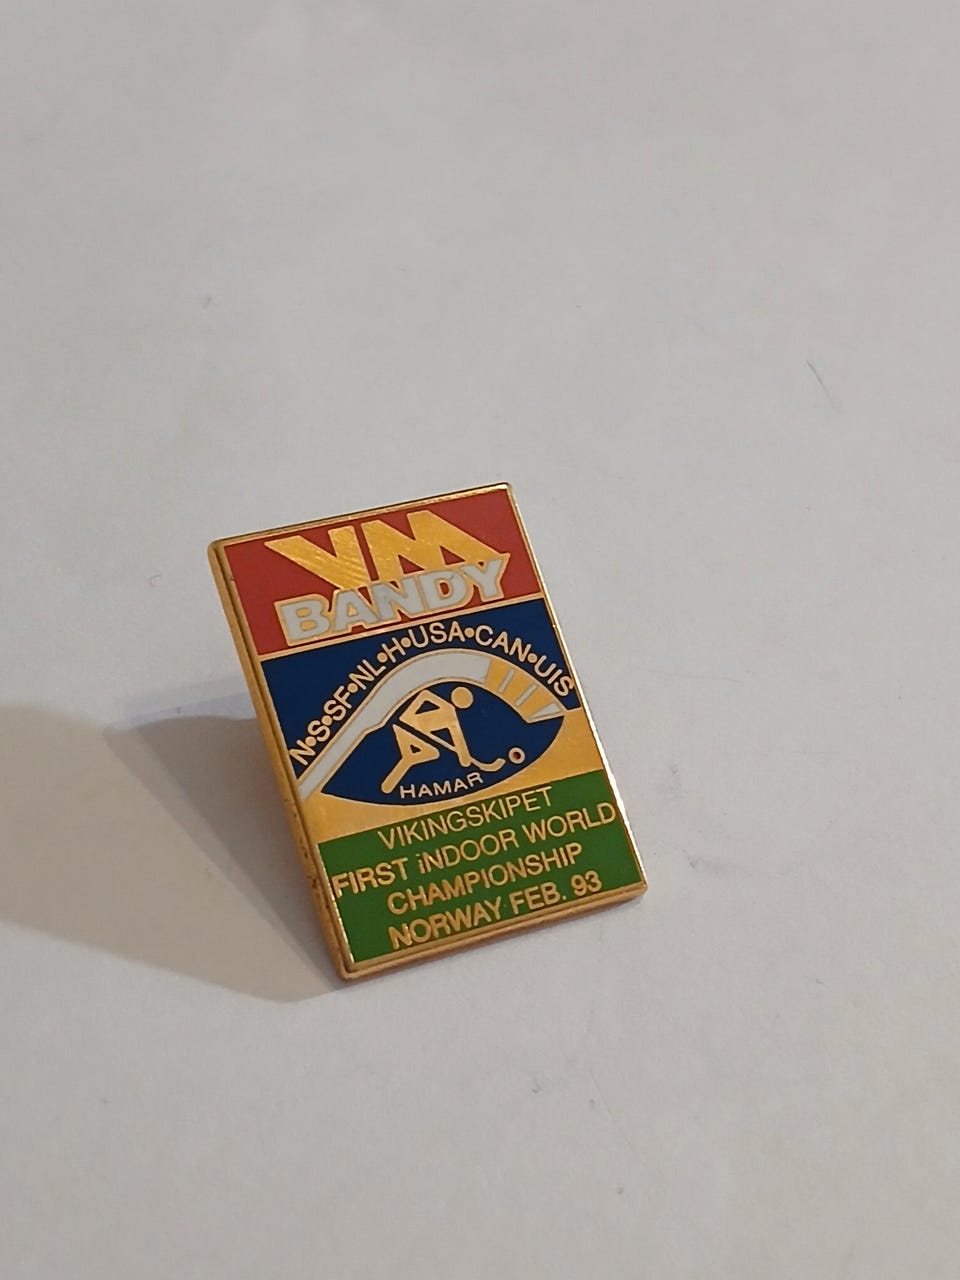 VM
BANDY
N•S•SF•NL•H•USA•CAN•UIS
HAMAR
VIKINGSKIPET
FIRST iNDOOR WORLD
CHAMPIONSHIP
NORWAY FEB. 93